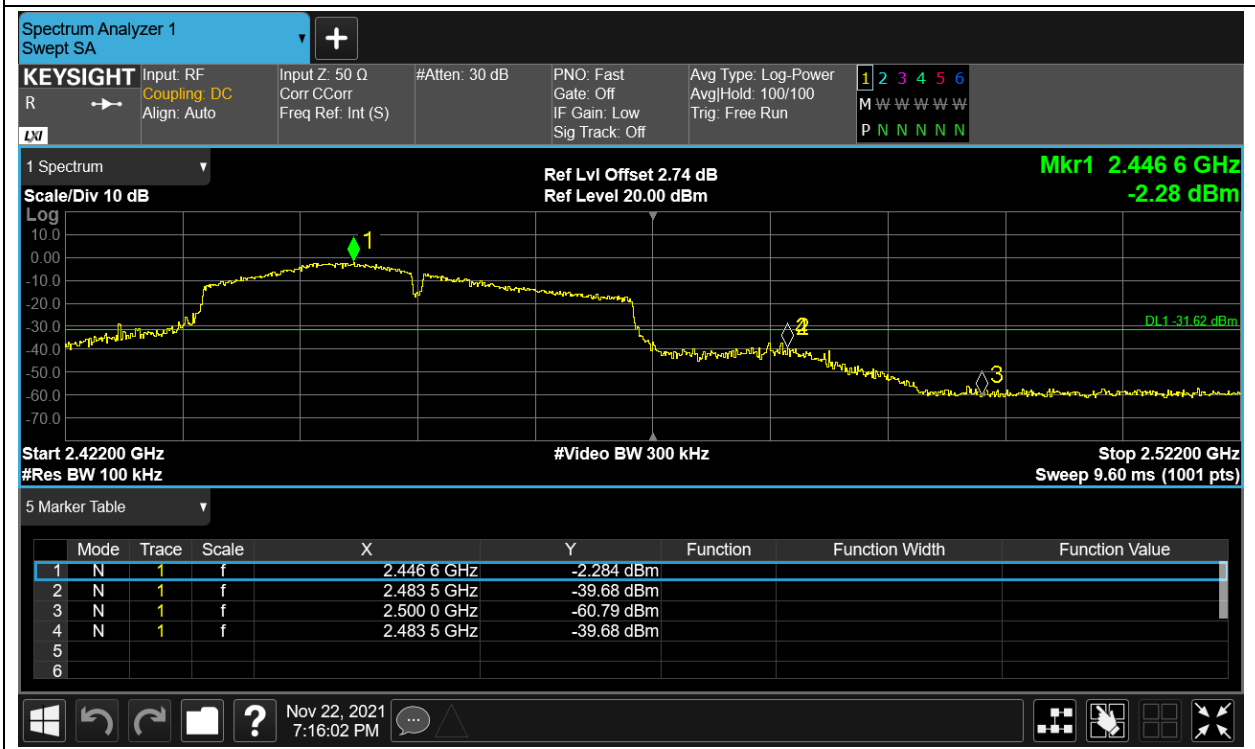 Spectrum Analyzer 1
Swept SA
▼
+
KEYSIGHT Input: RF Input Z: 50 Ω #Atten: 30 dB PNO: Fast Avg Type: Log-Power 1 2 3 4 5 6
R Coupling: DC Corr CCorr Gate: Off Avg|Hold: 100/100 M W W W W W
Align: Auto Freq Ref: Int (S) IF Gain: Low Trig: Free Run
LXI Sig Track: Off P N N N N N
1 Spectrum ▼ Ref Lvl Offset 2.74 dB Mkr1 2.446 6 GHz
Scale/Div 10 dB Ref Level 20.00 dBm -2.28 dBm
Log
10.0
1
0.00
-10.0
-20.0
-30.0
DL1 -31.62 dBm
-40.0
-50.0
3
-60.0
-70.0
Start 2.42200 GHz #Video BW 300 kHz Stop 2.52200 GHz
#Res BW 100 kHz Sweep 9.60 ms (1001 pts)
5 Marker Table ▼
Mode Trace Scale X Y Function Function Width Function Value
1 N 1 f 2.446 6 GHz -2.284 dBm
2 N 1 f 2.483 5 GHz -39.68 dBm
3 N 1 f 2.500 0 GHz -60.79 dBm
4 N 1 f 2.483 5 GHz -39.68 dBm
5
6
? Nov 22, 2021
7:16:02 PM